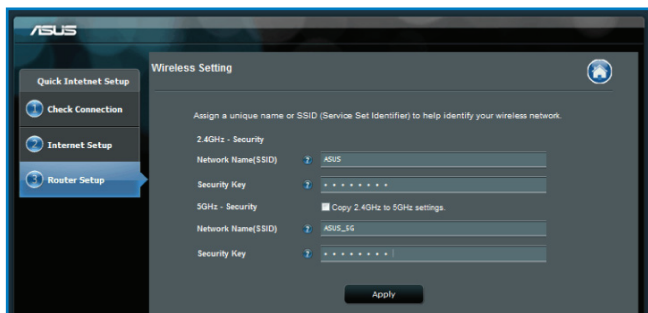 ASUS
Quick Intetnet Setup
1 Check Connection
2 Internet Setup
3 Router Setup
Wireless Setting
Assign a unique name or SSID (Service Set Identifier) to help identify your wireless network.
2.4GHz - Security
Network Name(SSID) ? ASUS
Security Key ? • • • • • • • •
5GHz - Security Copy 2.4GHz to 5GHz settings.
Network Name(SSID) ? ASUS_5G
Security Key ? • • • • • • • •
Apply